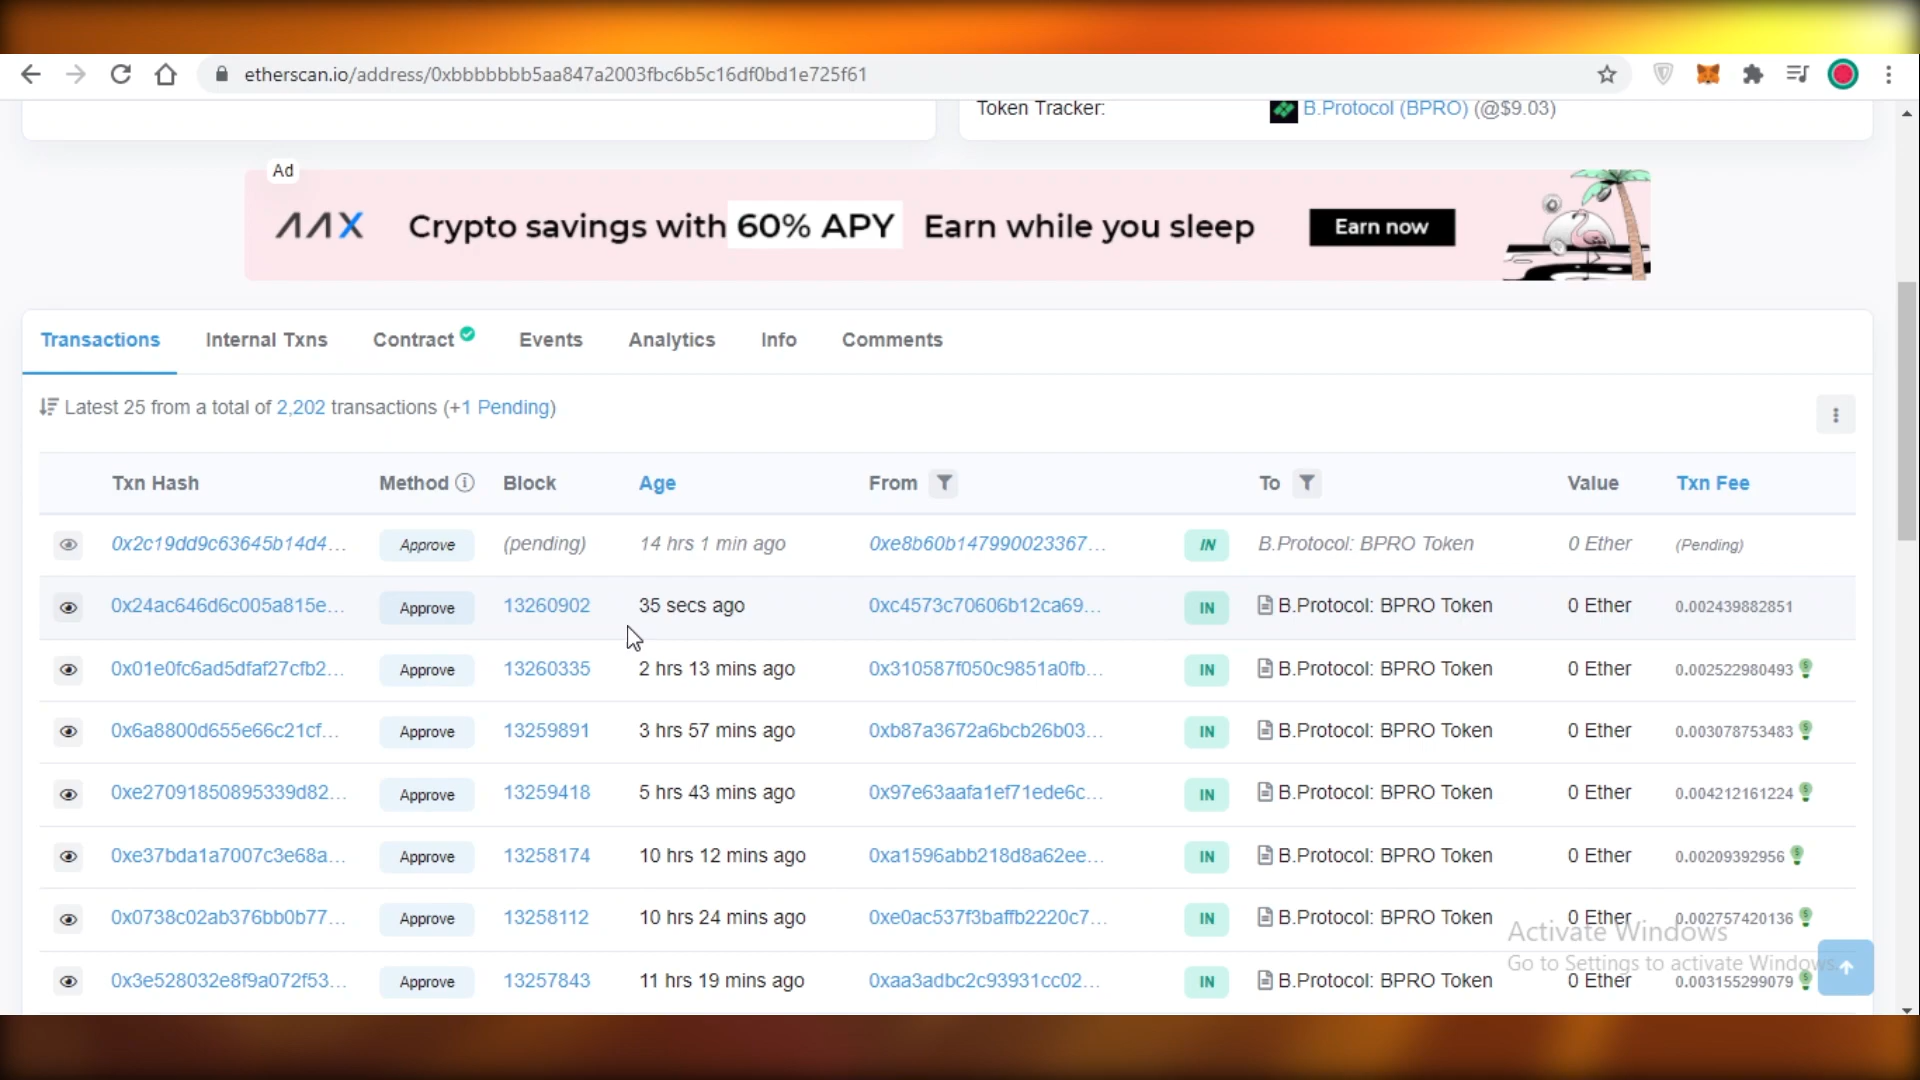 etherscan.io/address/0xbbbbbbbb5aa847a2003fbc6b5c16df0bd1e725f61
Token Tracker: B.Protocol (BPRO) (@$9.03)
Ad
AAX Crypto savings with 60% APY Earn while you sleep Earn now
Transactions Internal Txns Contract Events Analytics Info Comments
Latest 25 from a total of 2,202 transactions (+1 Pending)
Txn Hash Method Block Age From To Value Txn Fee
0x2c19dd9c63645b14d4... Approve (pending) 14 hrs 1 min ago 0xe8b60b147990023367... IN B.Protocol: BPRO Token 0 Ether (Pending)
0x24ac646d6c005a815e... Approve 13260902 35 secs ago 0xc4573c70606b12ca69... IN B.Protocol: BPRO Token 0 Ether 0.002439882851
0x01e0fc6ad5dfaf27cfb2... Approve 13260335 2 hrs 13 mins ago 0x310587f050c9851a0fb... IN B.Protocol: BPRO Token 0 Ether 0.002522980493
0x6a8800d655e66c21cf... Approve 13259891 3 hrs 57 mins ago 0xb87a3672a6bcb26b03... IN B.Protocol: BPRO Token 0 Ether 0.003078753483
0xe27091850895339d82... Approve 13259418 5 hrs 43 mins ago 0x97e63aafa1ef71ede6c... IN B.Protocol: BPRO Token 0 Ether 0.004212161224
0xe37bda1a7007c3e68a... Approve 13258174 10 hrs 12 mins ago 0xa1596abb218d8a62ee... IN B.Protocol: BPRO Token 0 Ether 0.00209392956
0x0738c02ab376bb0b77... Approve 13258112 10 hrs 24 mins ago 0xe0ac537f3baffb2220c7... IN B.Protocol: BPRO Token 0 Ether 0.002757420136
Activate Windows
Go to Settings to activate Windows.
0x3e528032e8f9a072f53... Approve 13257843 11 hrs 19 mins ago 0xaa3adbc2c93931cc02... IN B.Protocol: BPRO Token 0 Ether 0.003155299079